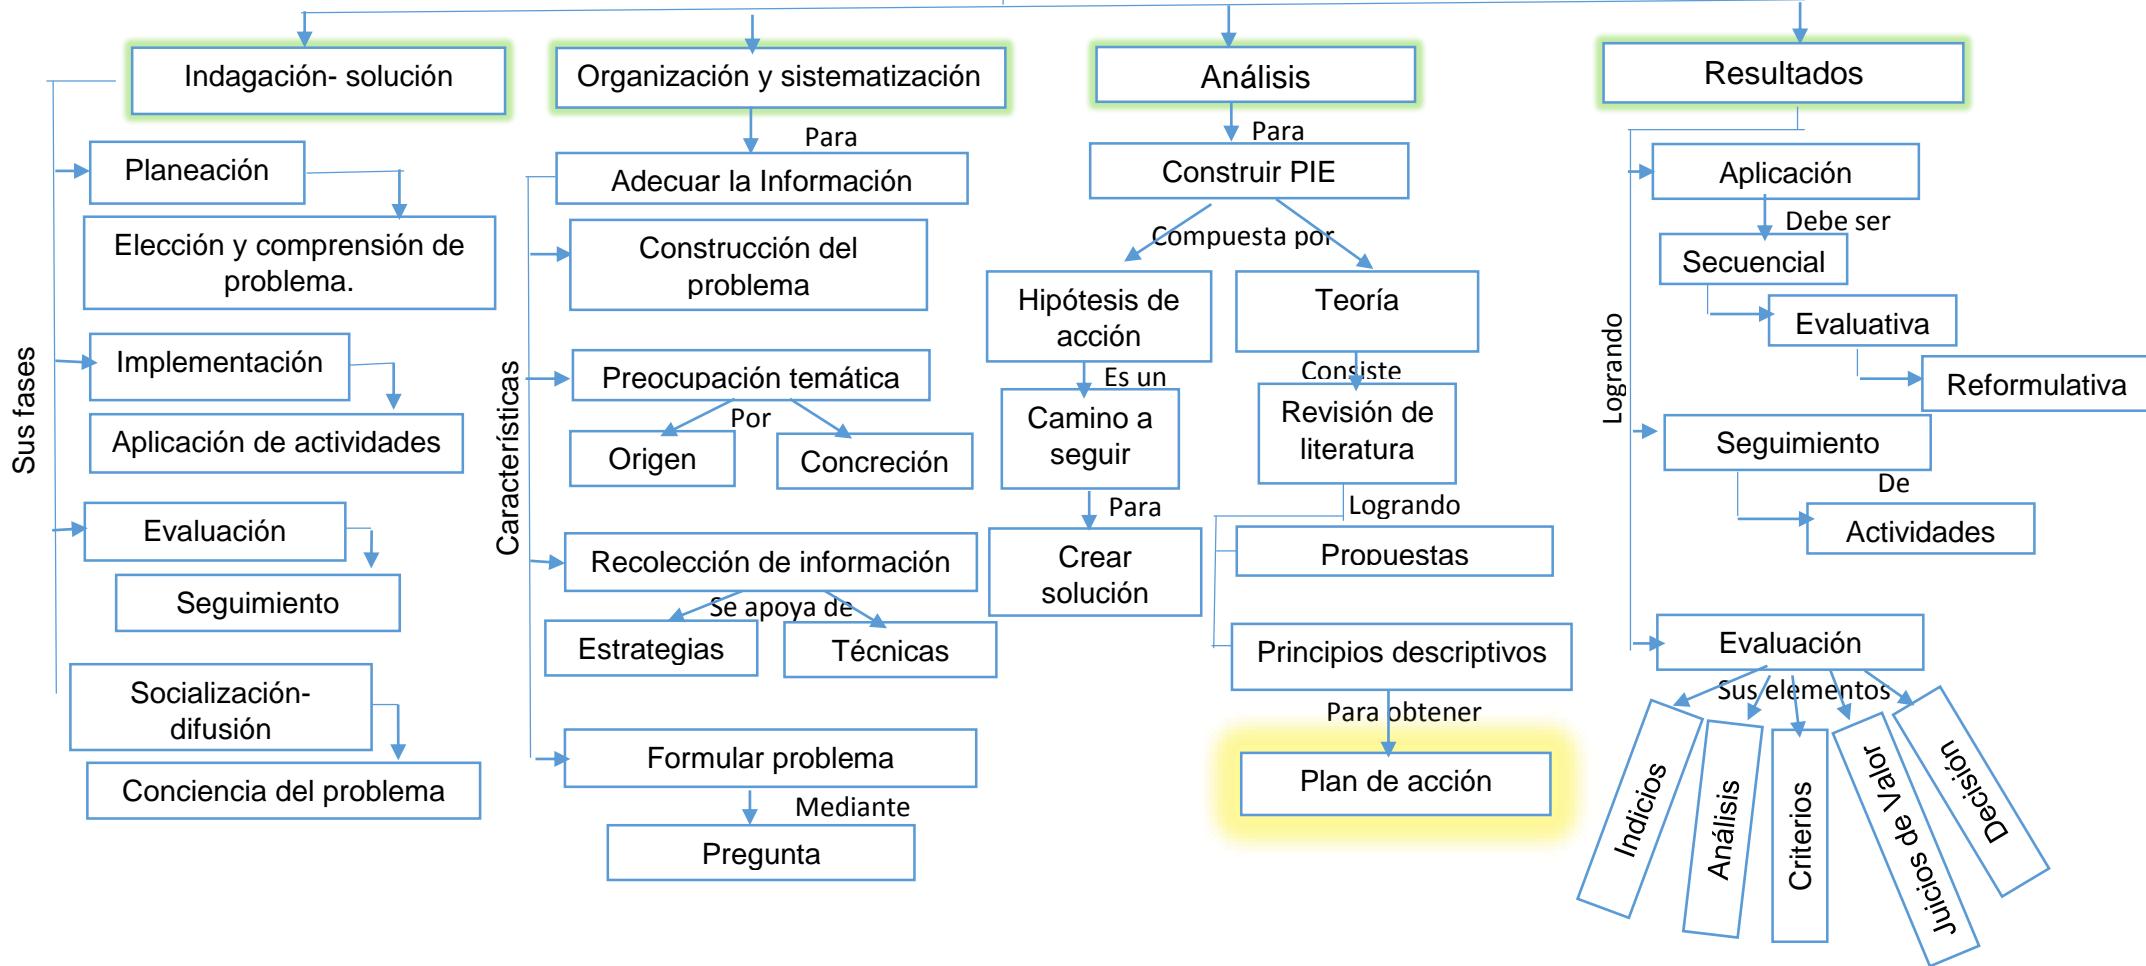 Indagación- solución
Sus fases
Planeación
Elección y comprensión de
problema.
Implementación
Aplicación de actividades
Evaluación
Seguimiento
Socialización-
difusión
Conciencia del problema
Organización y sistematización
Para
Adecuar la Información
Características
Construcción del
problema
Preocupación temática
Por
Origen
Concreción
Recolección de información
Se apoya de
Estrategias
Técnicas
Formular problema
Mediante
Pregunta
Análisis
Para
Construir PIE
Compuesta por
Hipótesis de
acción
Es un
Camino a
seguir
Para
Crear
solución
Teoría
Consiste
Revisión de
literatura
Logrando
Propuestas
Principios descriptivos
Para obtener
Plan de acción
Resultados
Logrando
Aplicación
Debe ser
Secuencial
Evaluativa
Reformulativa
Seguimiento
De
Actividades
Evaluación
Sus elementos
Indicios
Análisis
Criterios
Juicios de Valor
Decisión